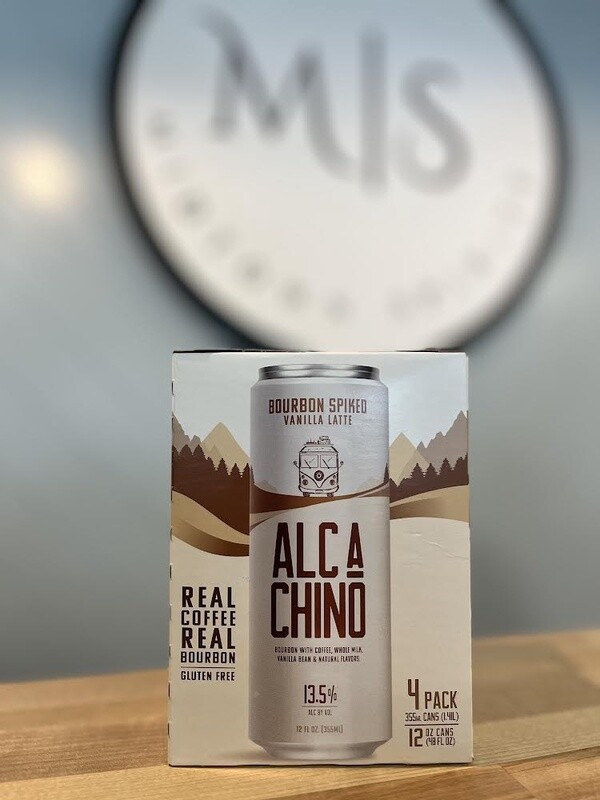 M|S
BOURBON SPIKED
VANILLA LATTE
ALCA
CHINO
BOURBON WITH COFFEE, WHOLE MILK,
VANILLA BEAN & NATURAL FLAVORS.
13.5%
ALC BY VOL
12 FL OZ. (355ML)
REAL
COFFEE
REAL
BOURBON
GLUTEN FREE
4 PACK
355ML CANS (1.41L)
12 OZ CANS
(48 FL OZ)